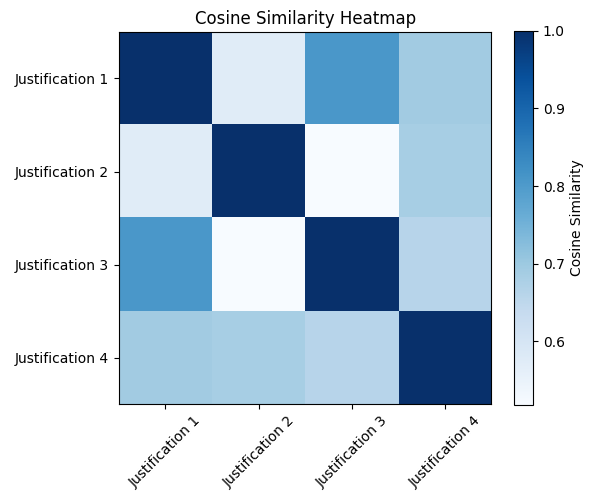 Cosine Similarity Heatmap
Justification 1
Justification 2
Justification 3
Justification 4
Justification 1
Justification 2
Justification 3
Justification 4
1.0
0.9
0.8
0.7
0.6
Cosine Similarity